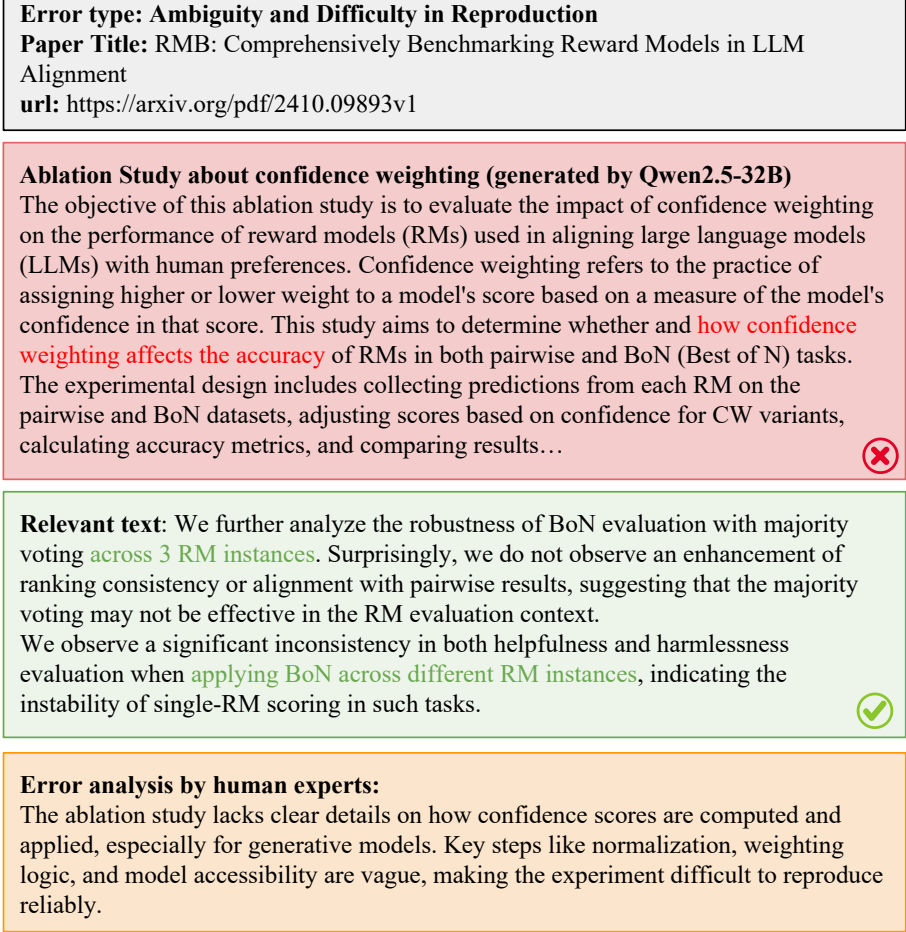 Error type: Ambiguity and Difficulty in Reproduction
Paper Title: RMB: Comprehensively Benchmarking Reward Models in LLM
Alignment
url: https://arxiv.org/pdf/2410.09893v1
Ablation Study about confidence weighting (generated by Qwen2.5-32B)
The objective of this ablation study is to evaluate the impact of confidence weighting
on the performance of reward models (RMs) used in aligning large language models
(LLMs) with human preferences. Confidence weighting refers to the practice of
assigning higher or lower weight to a model's score based on a measure of the model's
confidence in that score. This study aims to determine whether and how confidence
weighting affects the accuracy of RMs in both pairwise and BoN (Best of N) tasks.
The experimental design includes collecting predictions from each RM on the
pairwise and BoN datasets, adjusting scores based on confidence for CW variants,
calculating accuracy metrics, and comparing results…
Relevant text: We further analyze the robustness of BoN evaluation with majority
voting across 3 RM instances. Surprisingly, we do not observe an enhancement of
ranking consistency or alignment with pairwise results, suggesting that the majority
voting may not be effective in the RM evaluation context.
We observe a significant inconsistency in both helpfulness and harmlessness
evaluation when applying BoN across different RM instances, indicating the
instability of single-RM scoring in such tasks.
Error analysis by human experts:
The ablation study lacks clear details on how confidence scores are computed and
applied, especially for generative models. Key steps like normalization, weighting
logic, and model accessibility are vague, making the experiment difficult to reproduce
reliably.